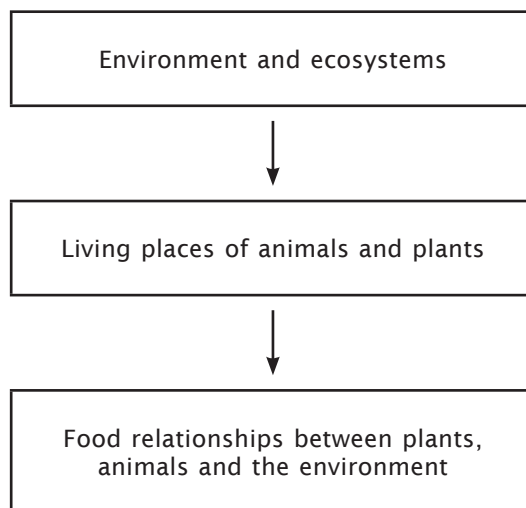 Environment and ecosystems
Living places of animals and plants
Food relationships between plants,
animals and the environment